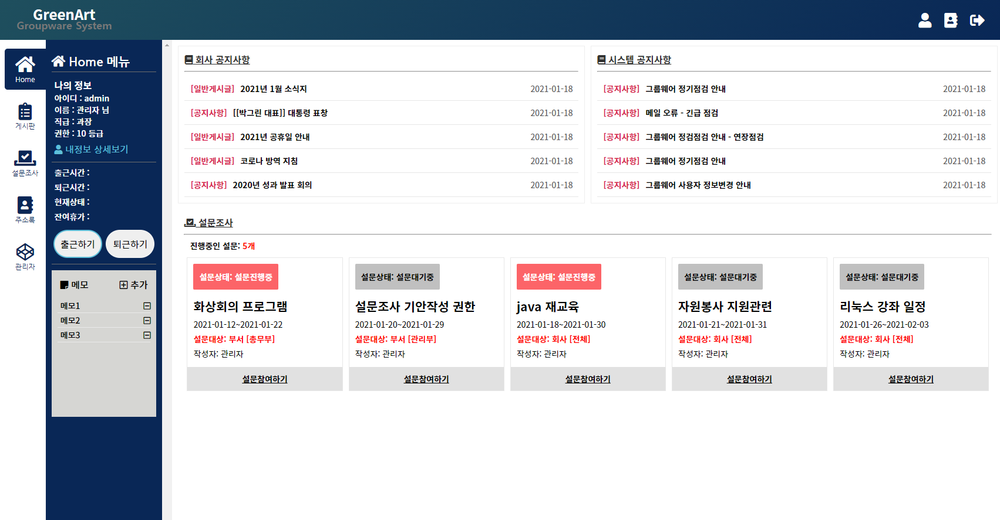 GreenArt
Groupware System
Home
게시판
설문조사
주소록
관리자
Home 메뉴
나의 정보
아이디 : admin
이름 : 관리자 님
직급 : 과장
권한 : 10 등급
내정보 상세보기
출근시간 :
퇴근시간 :
현재상태 :
잔여휴가 :
출근하기 퇴근하기
메모 추가
메모1
메모2
메모3
회사 공지사항
[일반게시글] 2021년 1월 소식지 2021-01-18
[공지사항] [[박그린 대표]] 대통령 표창 2021-01-18
[일반게시글] 2021년 공휴일 안내 2021-01-18
[일반게시글] 코로나 방역 지침 2021-01-18
[공지사항] 2020년 성과 발표 회의 2021-01-18
시스템 공지사항
[공지사항] 그룹웨어 정기점검 안내 2021-01-18
[공지사항] 메일 오류 - 긴급 점검 2021-01-18
[공지사항] 그룹웨어 정검점검 안내 - 연장점검 2021-01-18
[공지사항] 그룹웨어 정기점검 안내 2021-01-18
[공지사항] 그룹웨어 사용자 정보변경 안내 2021-01-18
설문조사
진행중인 설문: 5개
설문상태: 설문진행중
화상회의 프로그램
2021-01-12~2021-01-22
설문대상: 부서 [총무부]
작성자: 관리자
설문참여하기
설문상태: 설문대기중
설문조사 기안작성 권한
2021-01-20~2021-01-29
설문대상: 부서 [관리부]
작성자: 관리자
설문참여하기
설문상태: 설문진행중
java 재교육
2021-01-18~2021-01-30
설문대상: 회사 [전체]
작성자: 관리자
설문참여하기
설문상태: 설문대기중
자원봉사 지원관련
2021-01-21~2021-01-31
설문대상: 회사 [전체]
작성자: 관리자
설문참여하기
설문상태: 설문대기중
리눅스 강좌 일정
2021-01-26~2021-02-03
설문대상: 회사 [전체]
작성자: 관리자
설문참여하기